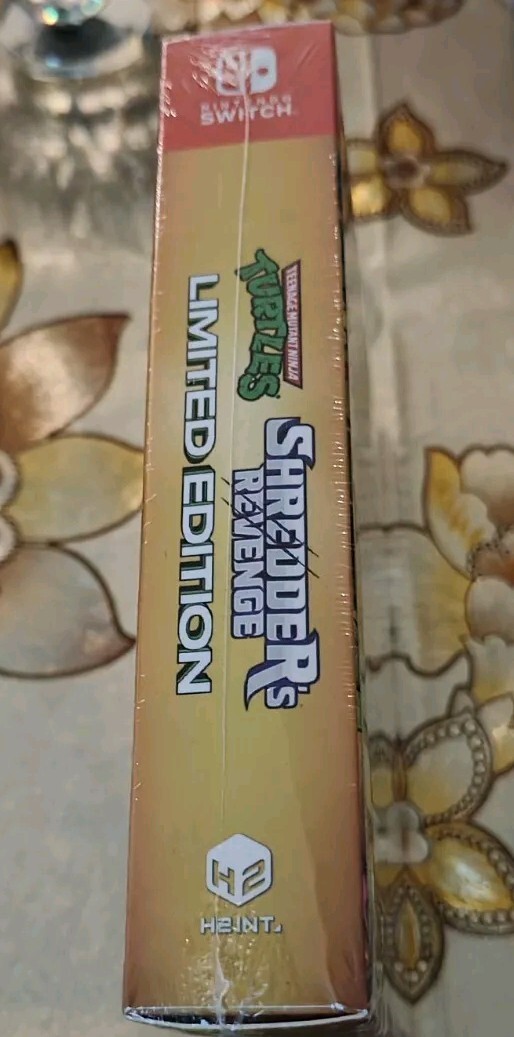 NINTENDO
SWITCH
TEENAGE MUTANT NINJA
TURTLES
SHREDDER'S
REVENGE
LIMITED EDITION
H2
H2INT.